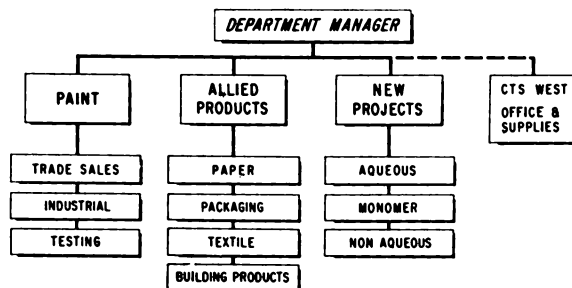 DEPARTMENT MANAGER
PAINT
TRADE SALES
INDUSTRIAL
TESTING
ALLIED
PRODUCTS
PAPER
PACKAGING
TEXTILE
BUILDING PRODUCTS
NEW
PROJECTS
AQUEOUS
MONOMER
NON AQUEOUS
CTS WEST
OFFICE &
SUPPLIES